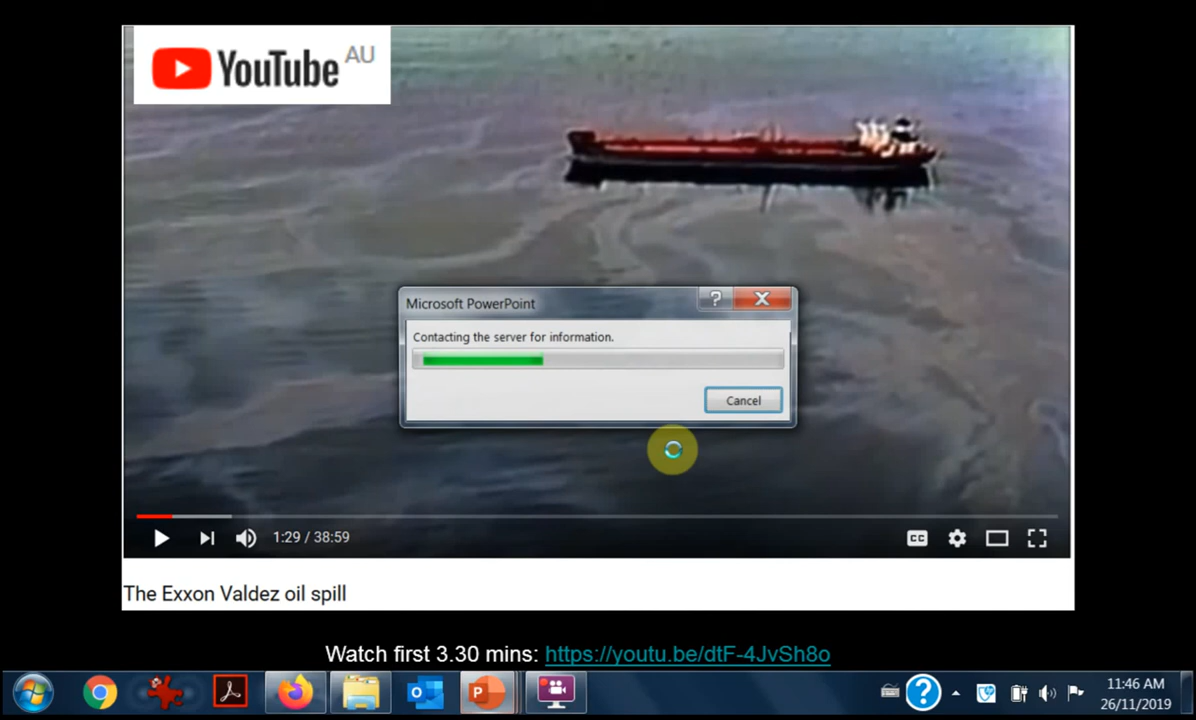 YouTube AU
Microsoft PowerPoint
Contacting the server for information.
Cancel
1:29 / 38:59
CC
The Exxon Valdez oil spill
Watch first 3.30 mins: https://youtu.be/dtF-4JvSh8o
11:46 AM
26/11/2019